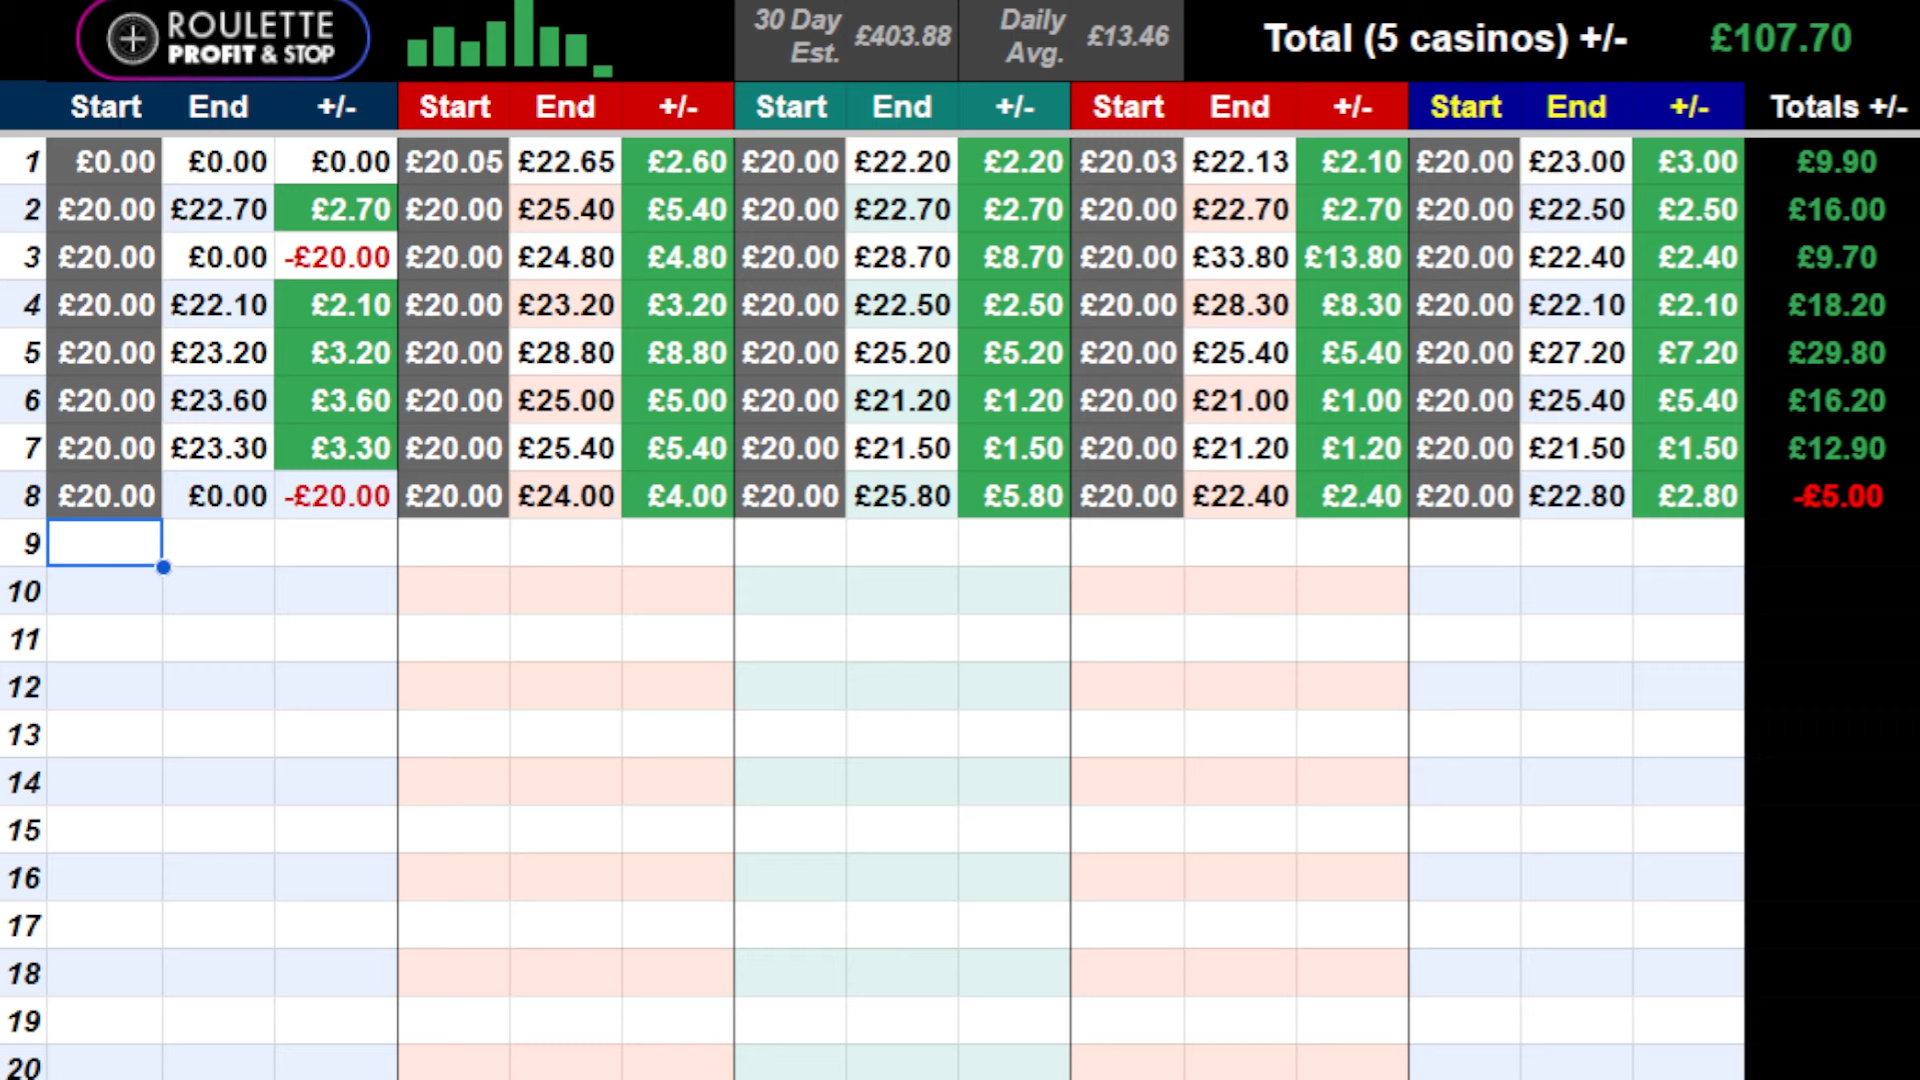 ROULETTE
PROFIT & STOP
30 Day Est. £403.88 Daily Avg. £13.46 Total (5 casinos) +/- £107.70
Start End +/- Start End +/- Start End +/- Start End +/- Start End +/- Totals +/-
1 £0.00 £0.00 £0.00 £20.05 £22.65 £2.60 £20.00 £22.20 £2.20 £20.03 £22.13 £2.10 £20.00 £23.00 £3.00 £9.90
2 £20.00 £22.70 £2.70 £20.00 £25.40 £5.40 £20.00 £22.70 £2.70 £20.00 £22.70 £2.70 £20.00 £22.50 £2.50 £16.00
3 £20.00 £0.00 -£20.00 £20.00 £24.80 £4.80 £20.00 £28.70 £8.70 £20.00 £33.80 £13.80 £20.00 £22.40 £2.40 £9.70
4 £20.00 £22.10 £2.10 £20.00 £23.20 £3.20 £20.00 £22.50 £2.50 £20.00 £28.30 £8.30 £20.00 £22.10 £2.10 £18.20
5 £20.00 £23.20 £3.20 £20.00 £28.80 £8.80 £20.00 £25.20 £5.20 £20.00 £25.40 £5.40 £20.00 £27.20 £7.20 £29.80
6 £20.00 £23.60 £3.60 £20.00 £25.00 £5.00 £20.00 £21.20 £1.20 £20.00 £21.00 £1.00 £20.00 £25.40 £5.40 £16.20
7 £20.00 £23.30 £3.30 £20.00 £25.40 £5.40 £20.00 £21.50 £1.50 £20.00 £21.20 £1.20 £20.00 £21.50 £1.50 £12.90
8 £20.00 £0.00 -£20.00 £20.00 £24.00 £4.00 £20.00 £25.80 £5.80 £20.00 £22.40 £2.40 £20.00 £22.80 £2.80 -£5.00
9
10
11
12
13
14
15
16
17
18
19
20